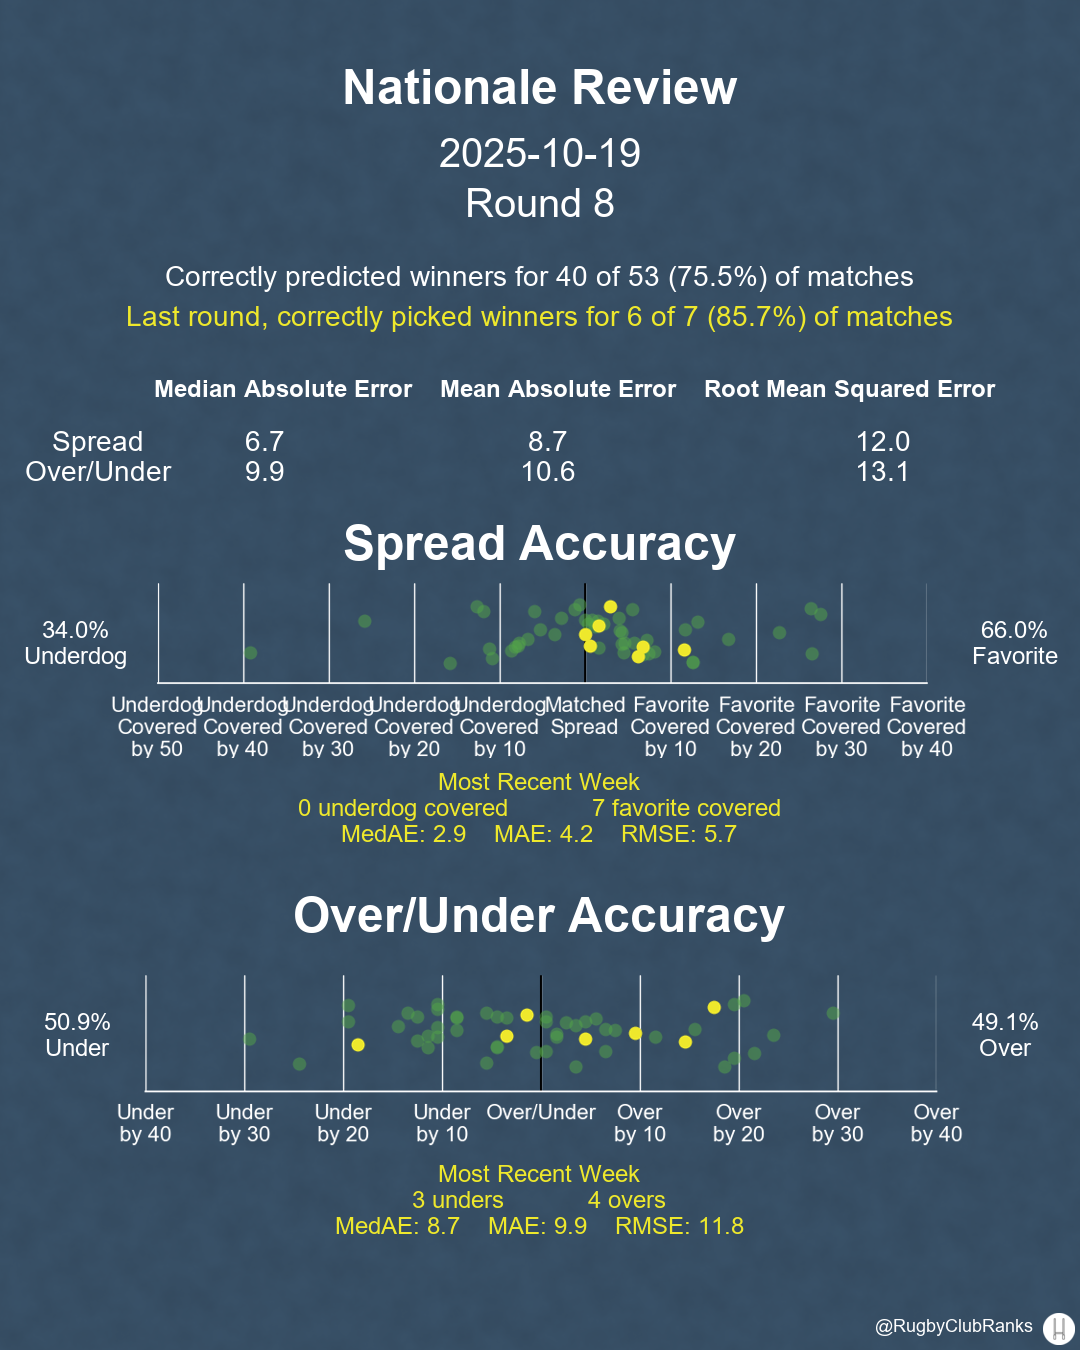 Nationale Review
2025-10-19
Round 8
Correctly predicted winners for 40 of 53 (75.5%) of matches
Last round, correctly picked winners for 6 of 7 (85.7%) of matches
Median Absolute Error Mean Absolute Error Root Mean Squared Error
Spread 6.7 8.7 12.0
Over/Under 9.9 10.6 13.1
Spread Accuracy
34.0% 66.0%
Underdog Favorite
Underdog Underdog Underdog Underdog Underdog Matched Favorite Favorite Favorite Favorite
Covered Covered Covered Covered Covered Spread Covered Covered Covered Covered
by 50 by 40 by 30 by 20 by 10 by 10 by 20 by 30 by 40
Most Recent Week
0 underdog covered 7 favorite covered
MedAE: 2.9 MAE: 4.2 RMSE: 5.7
Over/Under Accuracy
50.9% 49.1%
Under Over
Under Under Under Under Over/Under Over Over Over Over
by 40 by 30 by 20 by 10 by 10 by 20 by 30 by 40
Most Recent Week
3 unders 4 overs
MedAE: 8.7 MAE: 9.9 RMSE: 11.8
@RugbyClubRanks